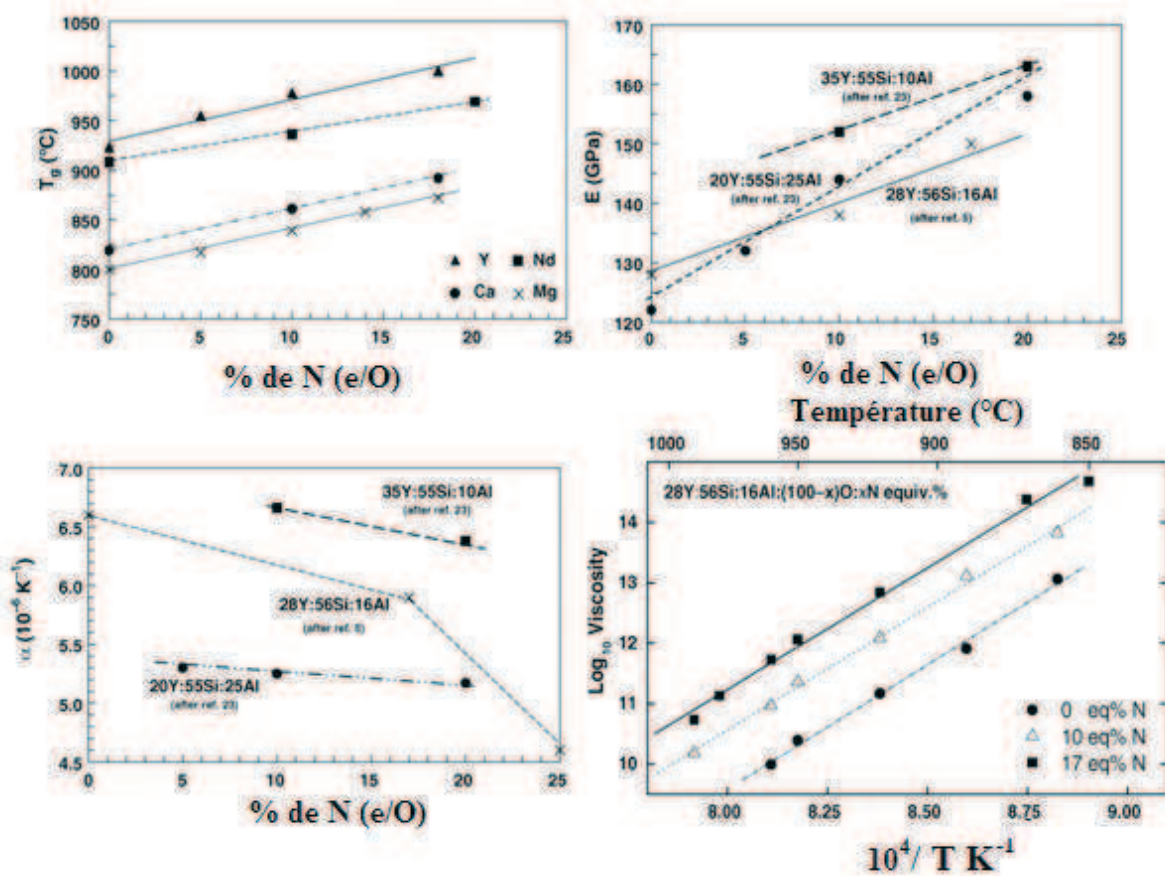 1050
1000
950
900
850
800
750
T_g (°C)
▲ Y ■ Nd
● Ca × Mg
0 5 10 15 20 25
% de N (e/O)
170
160
150
140
130
120
E (GPa)
35Y:55Si:10Al
(after ref. 23)
20Y:55Si:25Al
(after ref. 23)
28Y:56Si:16Al
(after ref. 5)
0 5 10 15 20 25
% de N (e/O)
7.0
6.5
6.0
5.5
5.0
4.5
α (10⁻⁶ K⁻¹)
35Y:55Si:10Al
(after ref. 23)
28Y:56Si:16Al
(after ref. 5)
20Y:55Si:25Al
(after ref. 23)
0 5 10 15 20 25
% de N (e/O)
Température (°C)
1000 950 900 850
14
13
12
11
10
Log₁₀ Viscosity
28Y:56Si:16Al:(100–x)O:xN equiv.%
● 0 eq% N
△ 10 eq% N
■ 17 eq% N
8.00 8.25 8.50 8.75 9.00
10⁴/ T K⁻¹